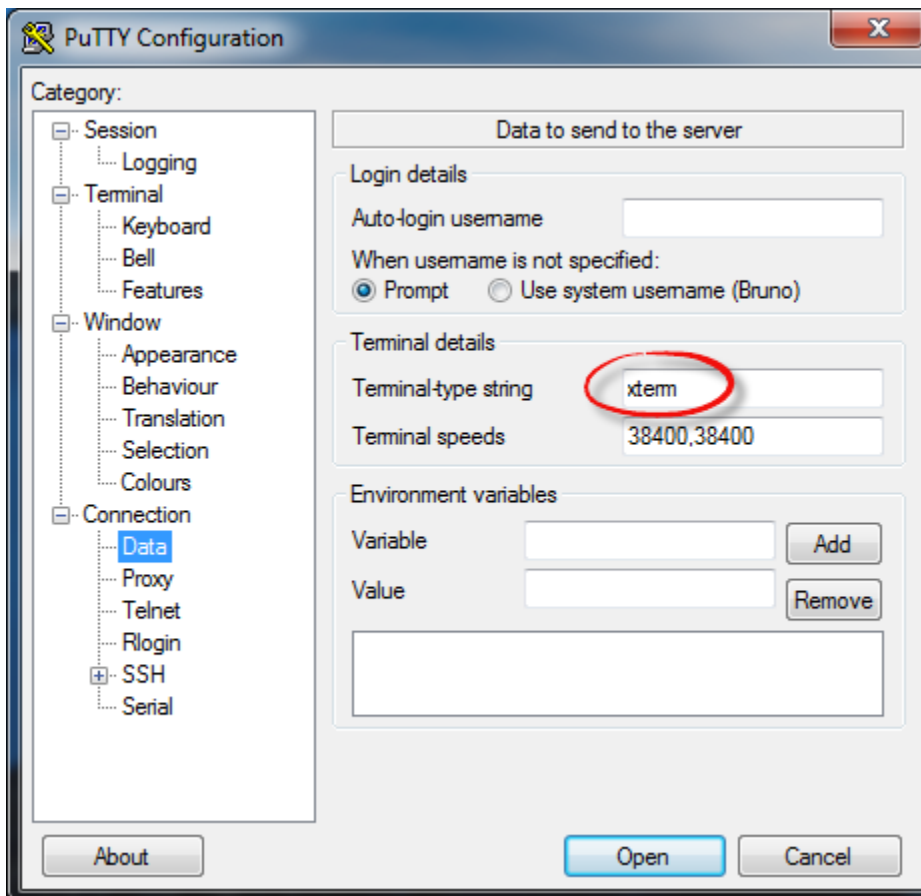 PuTTY Configuration
X
Category:
Session
Logging
Terminal
Keyboard
Bell
Features
Window
Appearance
Behaviour
Translation
Selection
Colours
Connection
Data
Proxy
Telnet
Rlogin
SSH
Serial
Data to send to the server
Login details
Auto-login username
When username is not specified:
Prompt Use system username (Bruno)
Terminal details
Terminal-type string xterm
Terminal speeds 38400,38400
Environment variables
Variable Add
Value Remove
About Open Cancel